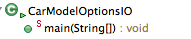 CarModelOptionsIO
S
main(String[]) : void